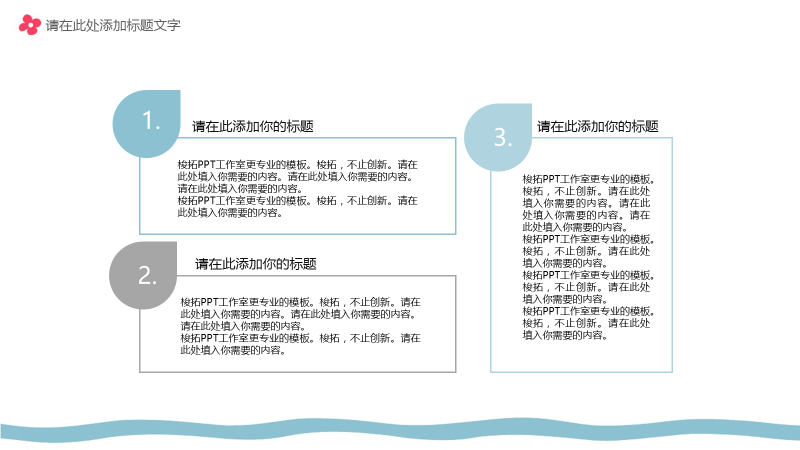 请在此处添加标题文字
1.
请在此添加你的标题
梭拓PPT工作室更专业的模板。梭拓，不止创新。请在
此处填入你需要的内容。请在此处填入你需要的内容。
请在此处填入你需要的内容。
梭拓PPT工作室更专业的模板。梭拓，不止创新。请在
此处填入你需要的内容。
2.
请在此添加你的标题
梭拓PPT工作室更专业的模板。梭拓，不止创新。请在
此处填入你需要的内容。请在此处填入你需要的内容。
请在此处填入你需要的内容。
梭拓PPT工作室更专业的模板。梭拓，不止创新。请在
此处填入你需要的内容。
3.
请在此添加你的标题
梭拓PPT工作室更专业的模板。
梭拓，不止创新。请在此处
填入你需要的内容。请在此
处填入你需要的内容。请在
此处填入你需要的内容。
梭拓PPT工作室更专业的模板。
梭拓，不止创新。请在此处
填入你需要的内容。
梭拓PPT工作室更专业的模板。
梭拓，不止创新。请在此处
填入你需要的内容。
梭拓PPT工作室更专业的模板。
梭拓，不止创新。请在此处
填入你需要的内容。